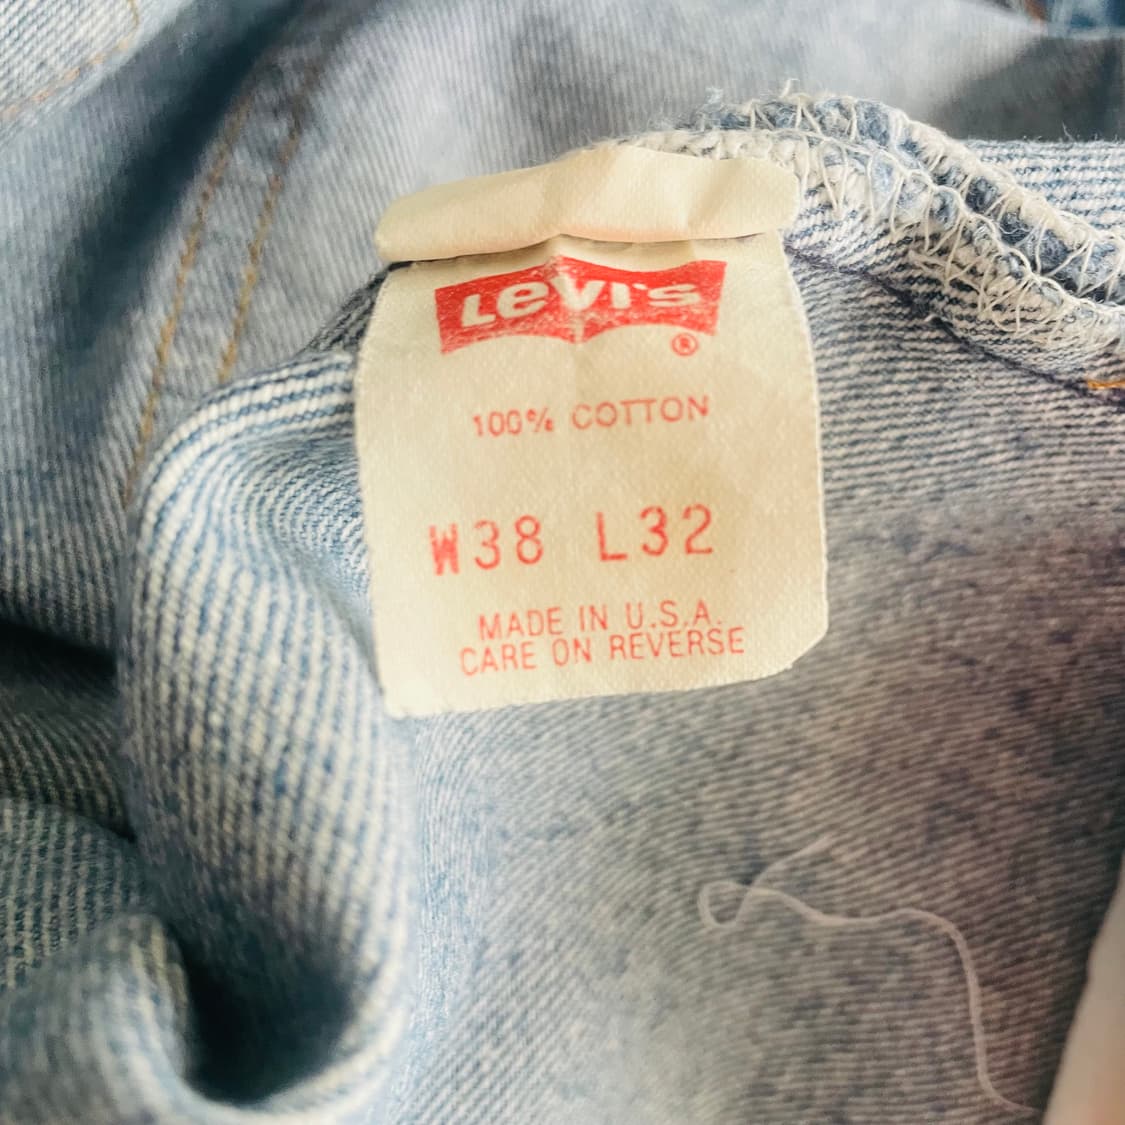 Levi's
®
100% COTTON
W38 L32
MADE IN U.S.A.
CARE ON REVERSE